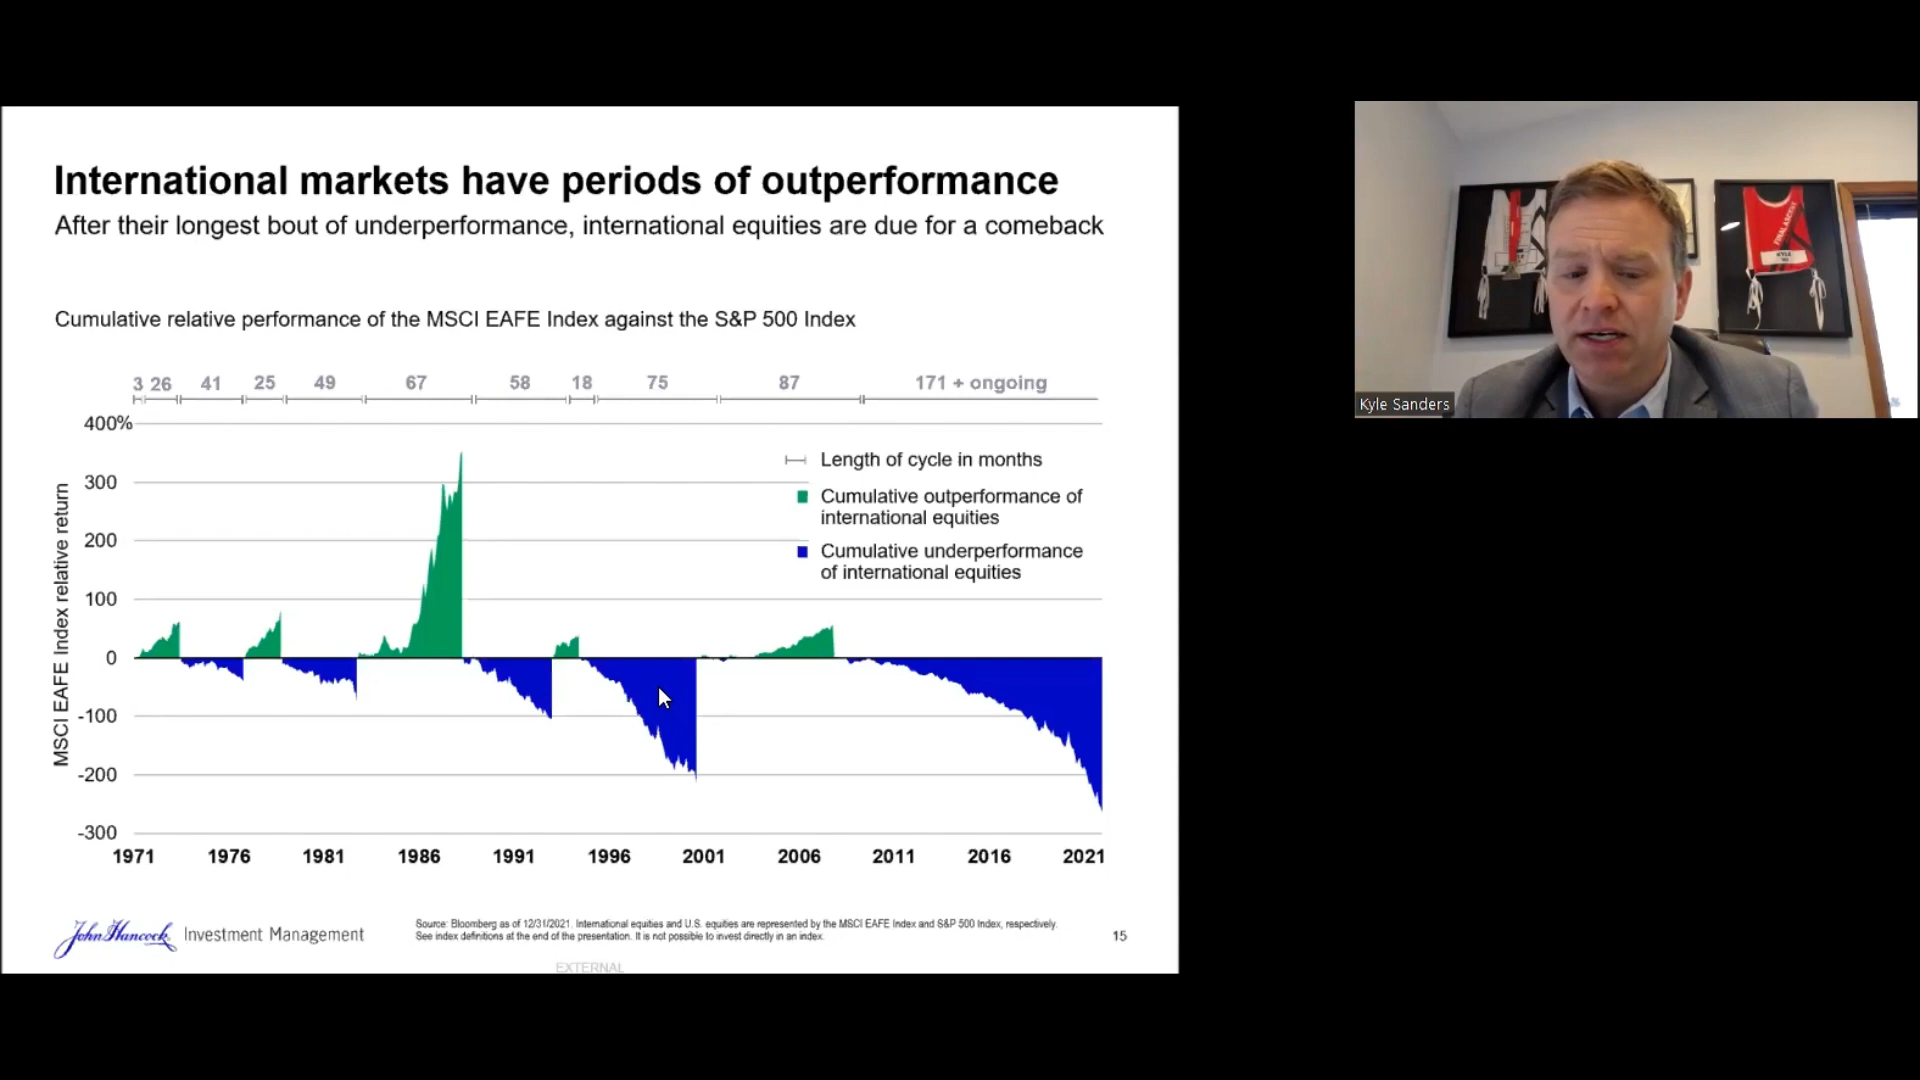 International markets have periods of outperformance
After their longest bout of underperformance, international equities are due for a comeback
Cumulative relative performance of the MSCI EAFE Index against the S&P 500 Index
3 26 41 25 49 67 58 18 75 87 171 + ongoing
400%
300
200
100
0
-100
-200
-300
MSCI EAFE Index relative return
Length of cycle in months
Cumulative outperformance of
international equities
Cumulative underperformance
of international equities
1971 1976 1981 1986 1991 1996 2001 2006 2011 2016 2021
John Hancock Investment Management
Source: Bloomberg as of 12/31/2021. International equities and U.S. equities are represented by the MSCI EAFE Index and S&P 500 Index, respectively.
See index definitions at the end of the presentation. It is not possible to invest directly in an index.
15
EXTERNAL
FINAL ASCENT
KYLE
Kyle Sanders